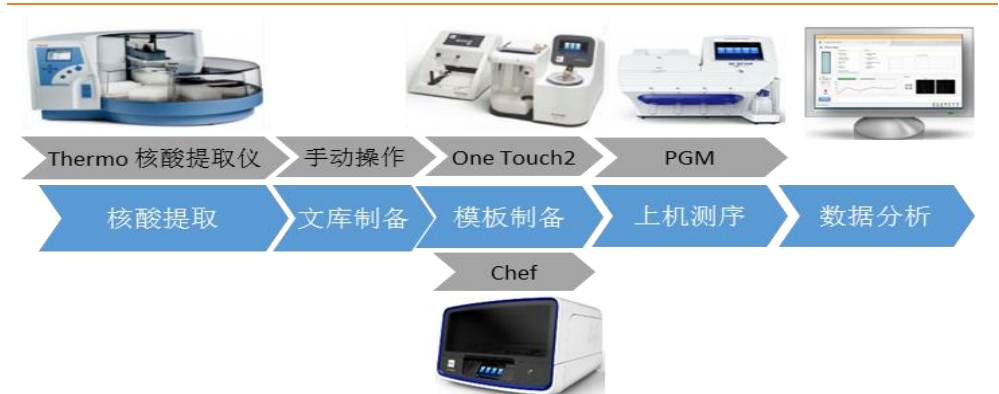 Thermo 核酸提取仪
手动操作
One Touch2
PGM
核酸提取
文库制备
模板制备
上机测序
数据分析
Chef